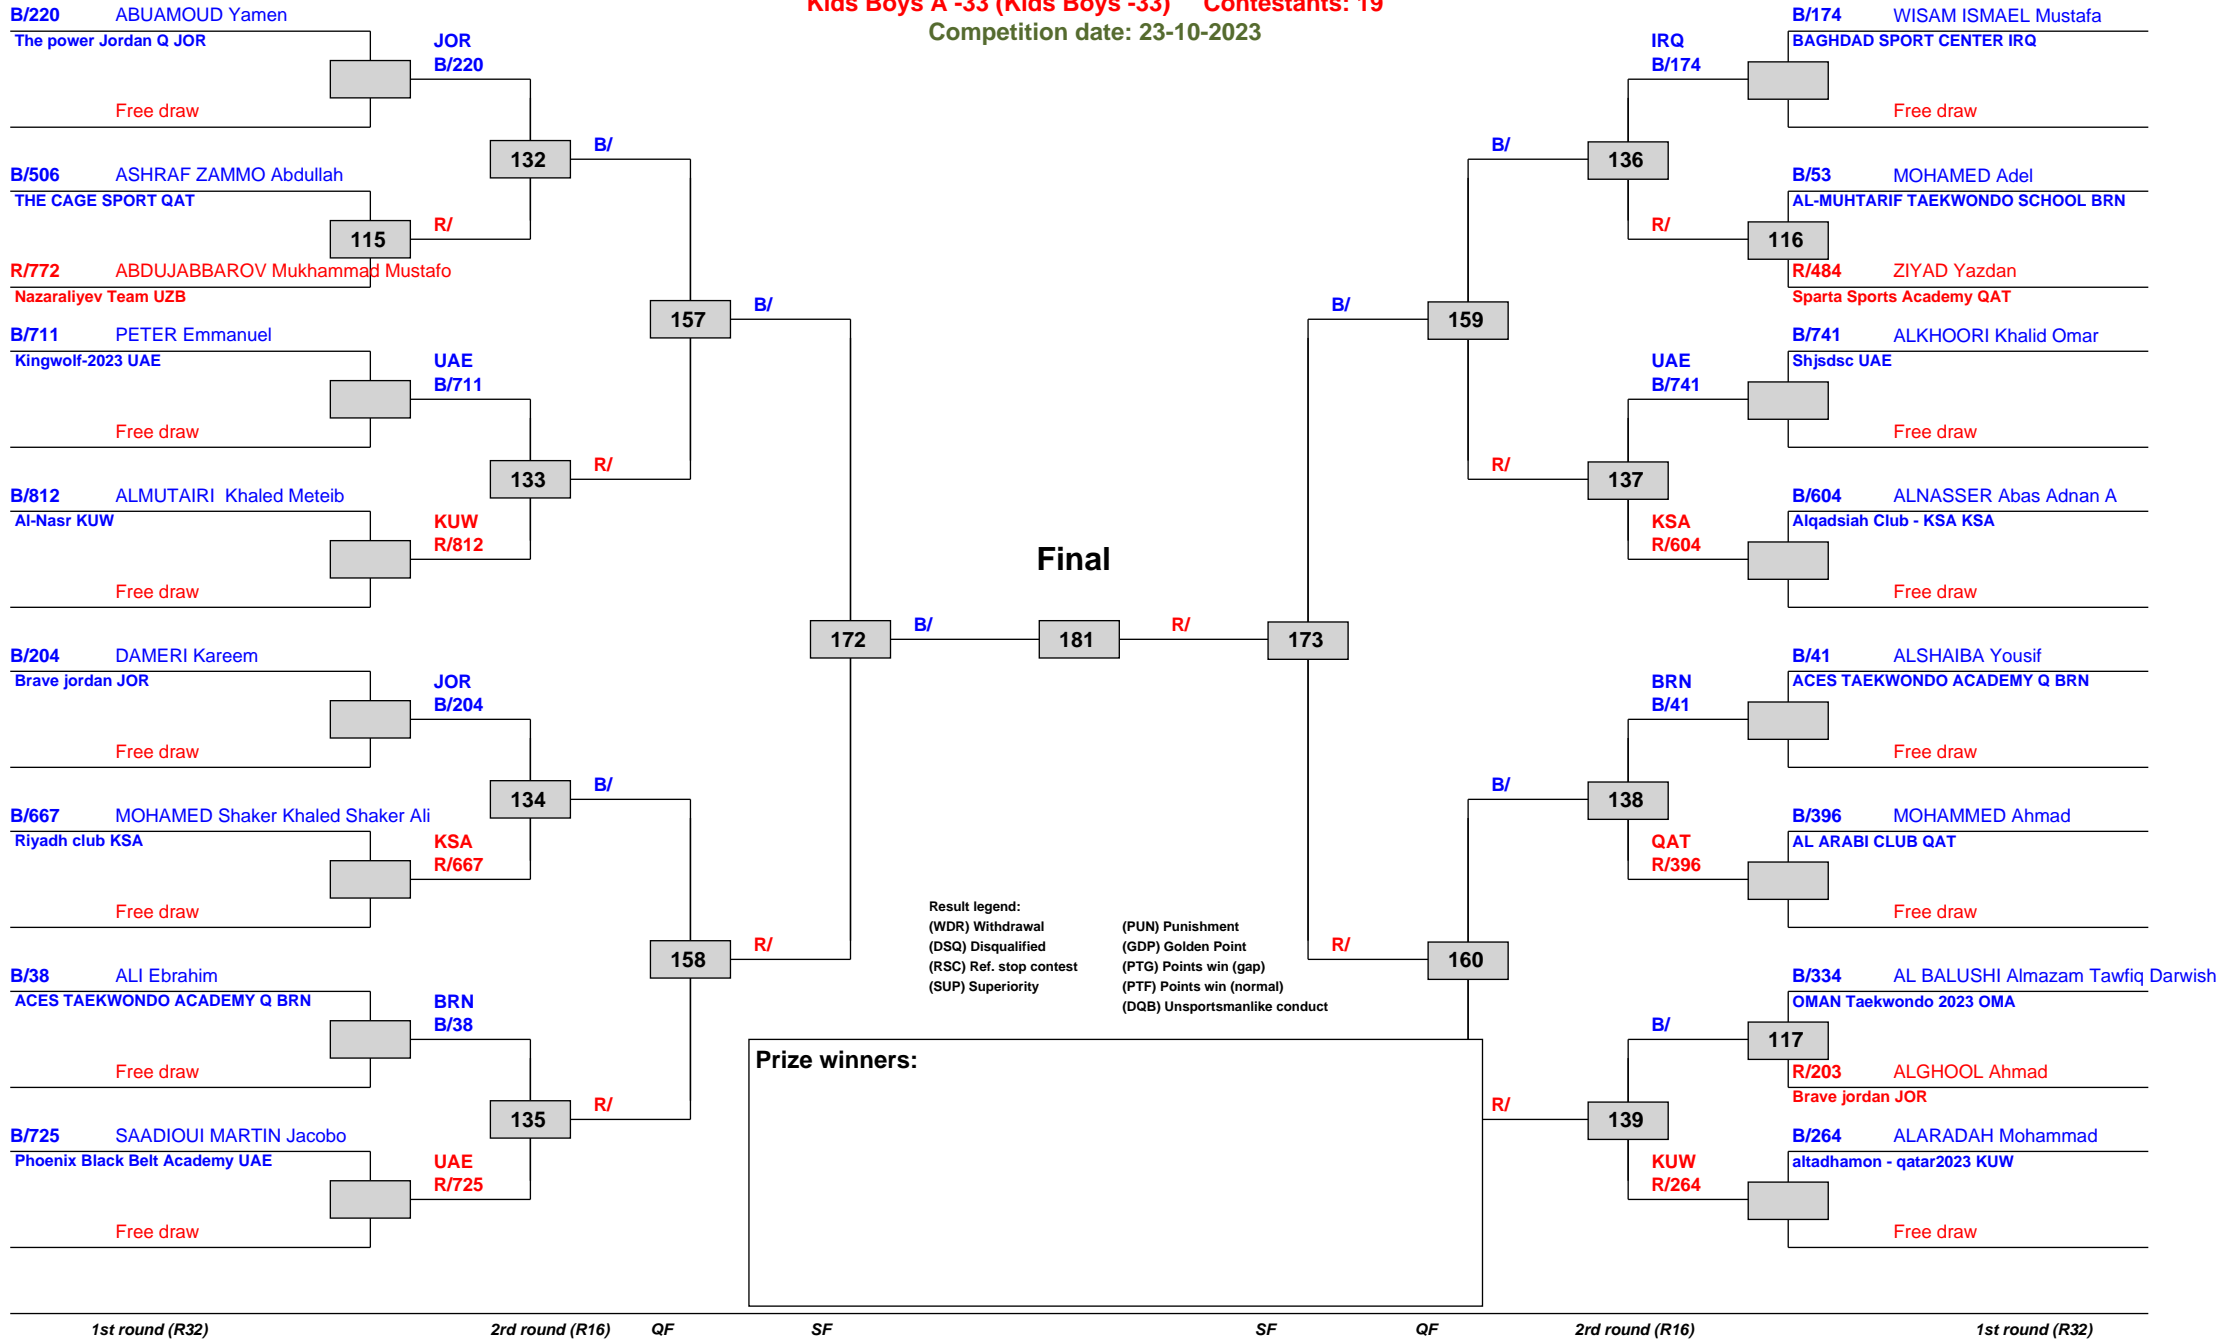 Kids Boys A -33 (Kids Boys -33) Contestants: 19
Competition date: 23-10-2023
B/220 ABUAMOUD Yamen
The power Jordan Q JOR
Free draw
JOR
B/220
B/506 ASHRAF ZAMMO Abdullah
THE CAGE SPORT QAT
115
R/772 ABDUJABBAROV Mukhammad Mustafo
Nazaraliyev Team UZB
R/
132
B/
B/711 PETER Emmanuel
Kingwolf-2023 UAE
Free draw
UAE
B/711
B/812 ALMUTAIRI Khaled Meteib
Al-Nasr KUW
Free draw
KUW
R/812
133
R/
157
B/
B/204 DAMERI Kareem
Brave jordan JOR
Free draw
JOR
B/204
B/667 MOHAMED Shaker Khaled Shaker Ali
Riyadh club KSA
Free draw
KSA
R/667
134
B/
B/38 ALI Ebrahim
ACES TAEKWONDO ACADEMY Q BRN
Free draw
BRN
B/38
B/725 SAADIOUI MARTIN Jacobo
Phoenix Black Belt Academy UAE
Free draw
UAE
R/725
135
R/
158
R/
172
B/
Final
181
R/
173
B/174 WISAM ISMAEL Mustafa
BAGHDAD SPORT CENTER IRQ
Free draw
IRQ
B/174
B/53 MOHAMED Adel
AL-MUHTARIF TAEKWONDO SCHOOL BRN
116
R/484 ZIYAD Yazdan
Sparta Sports Academy QAT
R/
136
B/
B/741 ALKHOORI Khalid Omar
Shjsdsc UAE
Free draw
UAE
B/741
B/604 ALNASSER Abas Adnan A
Alqadsiah Club - KSA KSA
Free draw
KSA
R/604
137
R/
159
B/
B/41 ALSHAIBA Yousif
ACES TAEKWONDO ACADEMY Q BRN
Free draw
BRN
B/41
B/396 MOHAMMED Ahmad
AL ARABI CLUB QAT
Free draw
QAT
R/396
138
B/
B/334 AL BALUSHI Almazam Tawfiq Darwish
OMAN Taekwondo 2023 OMA
117
R/203 ALGHOOL Ahmad
Brave jordan JOR
B/
B/264 ALARADAH Mohammad
altadhamon - qatar2023 KUW
Free draw
KUW
R/264
139
R/
160
R/
Result legend:
(WDR) Withdrawal
(DSQ) Disqualified
(RSC) Ref. stop contest
(SUP) Superiority
(PUN) Punishment
(GDP) Golden Point
(PTG) Points win (gap)
(PTF) Points win (normal)
(DQB) Unsportsmanlike conduct
Prize winners:
1st round (R32) 2rd round (R16) QF SF SF QF 2rd round (R16) 1st round (R32)